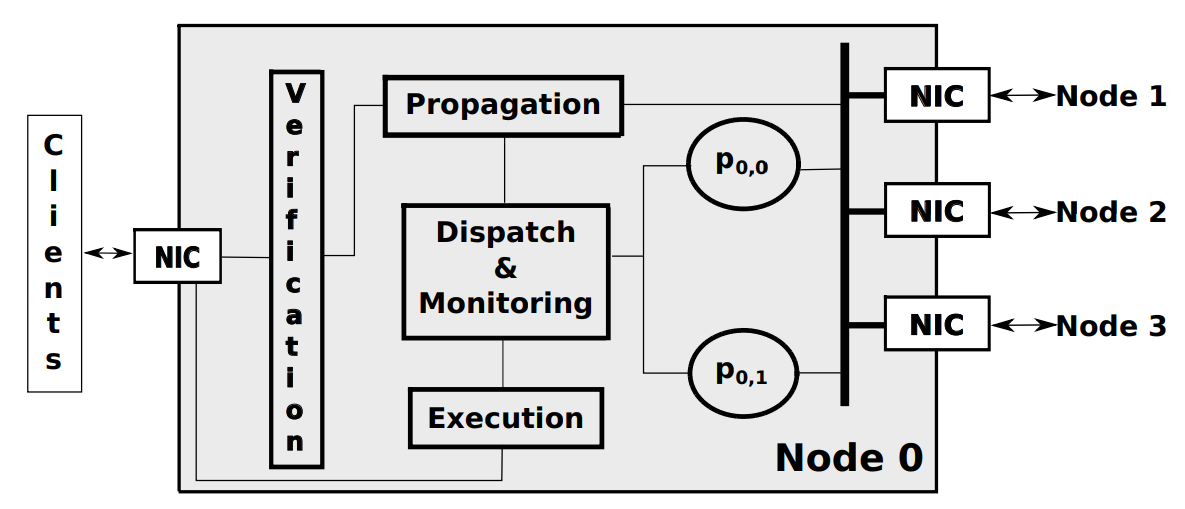 Clients
NIC
Verification
Propagation
Dispatch
&
Monitoring
Execution
p0,0
p0,1
NIC
Node 1
NIC
Node 2
NIC
Node 3
Node 0